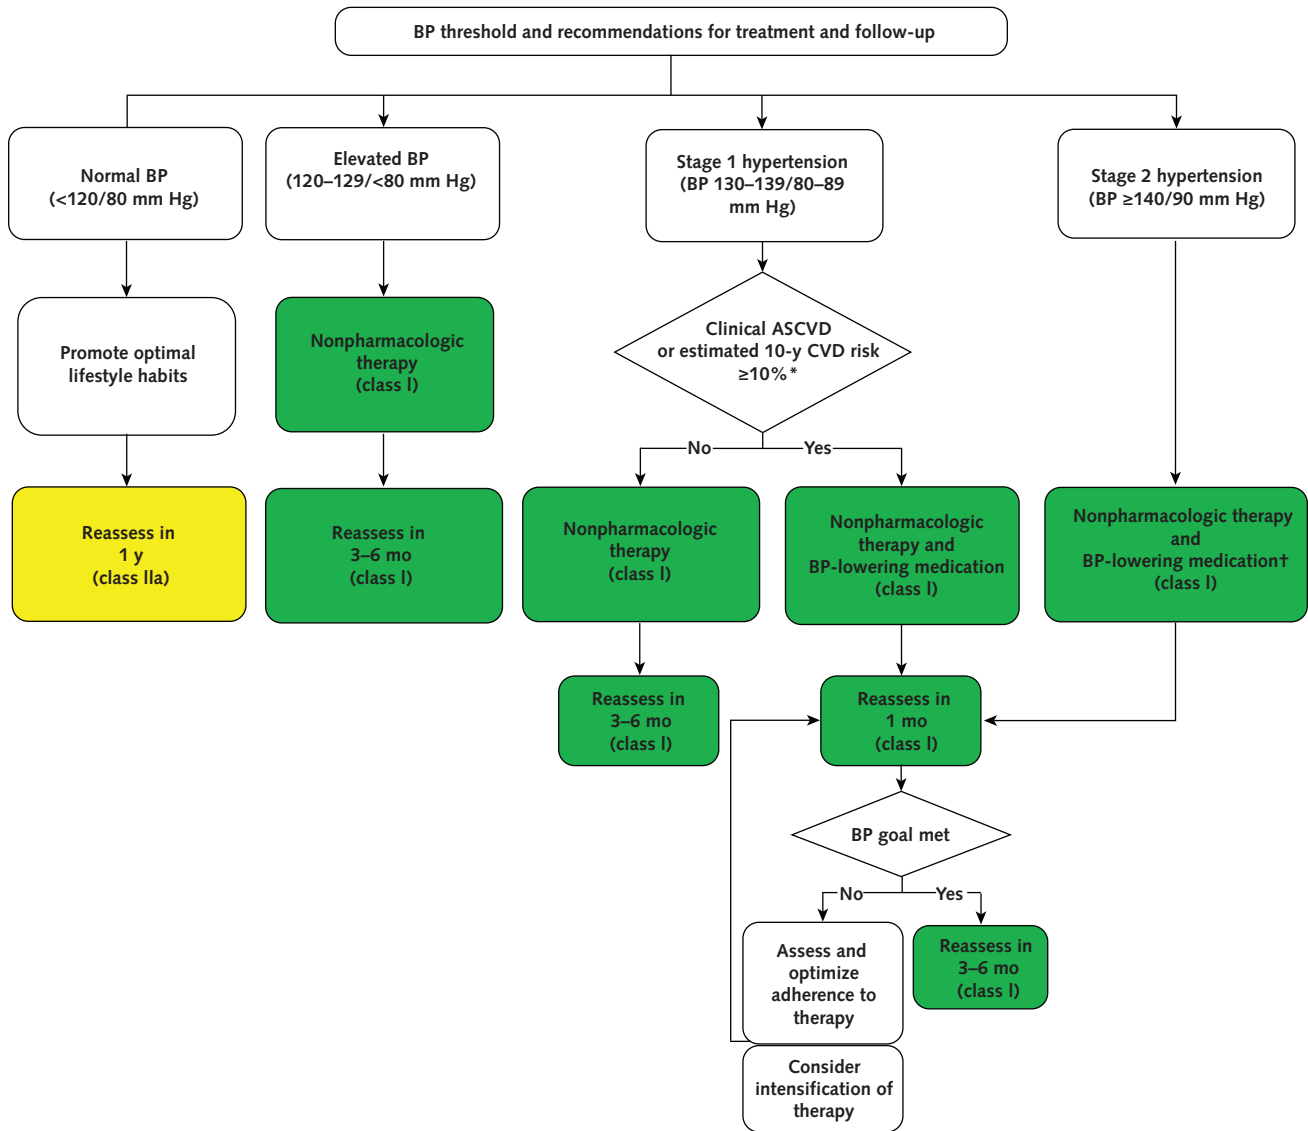 BP threshold and recommendations for treatment and follow-up
Normal BP
(<120/80 mm Hg)
Elevated BP
(120–129/<80 mm Hg)
Stage 1 hypertension
(BP 130–139/80–89
mm Hg)
Stage 2 hypertension
(BP ≥140/90 mm Hg)
Promote optimal
lifestyle habits
Nonpharmacologic
therapy
(class I)
Clinical ASCVD
or estimated 10-y CVD risk
≥10%*
No
Yes
Reassess in
1 y
(class IIa)
Reassess in
3–6 mo
(class I)
Nonpharmacologic
therapy
(class I)
Nonpharmacologic
therapy and
BP-lowering medication
(class I)
Nonpharmacologic therapy
and
BP-lowering medication†
(class I)
Reassess in
3–6 mo
(class I)
Reassess in
1 mo
(class I)
BP goal met
No
Yes
Assess and
optimize
adherence to
therapy
Reassess in
3–6 mo
(class I)
Consider
intensification of
therapy